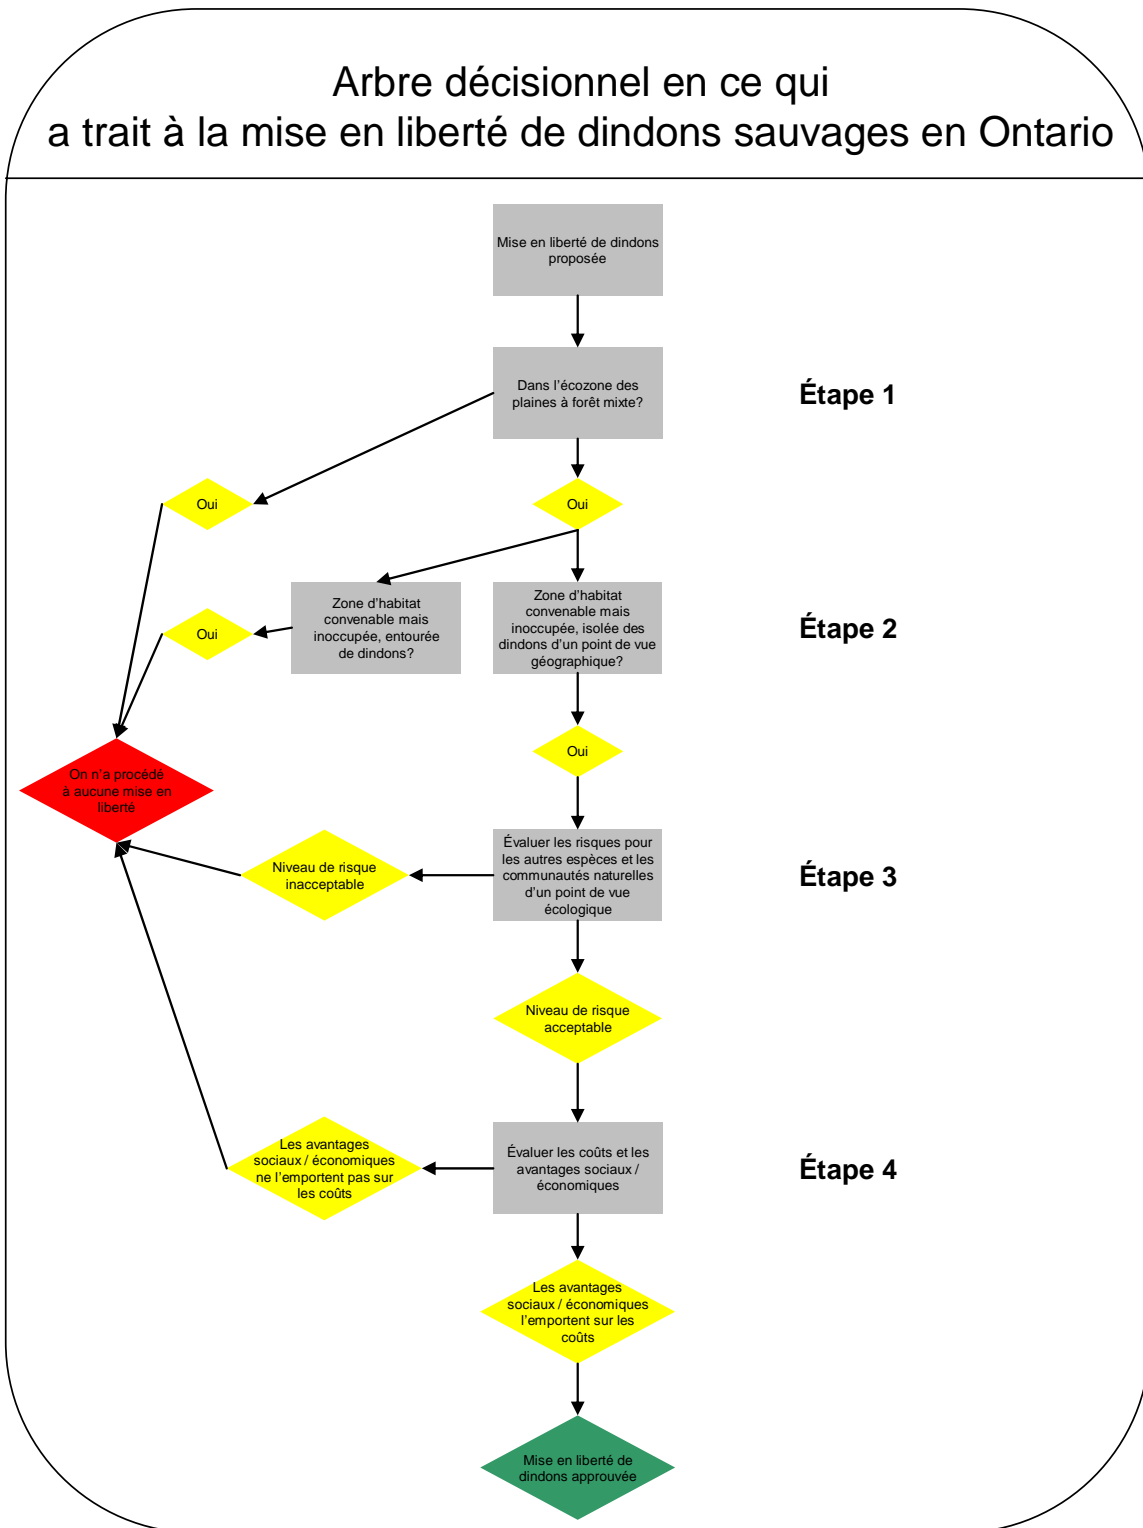 Arbre décisionnel en ce qui
a trait à la mise en liberté de dindons sauvages en Ontario
Mise en liberté de dindons
proposée
Dans l'écozone des
plaines à forêt mixte?
Étape 1
Oui
Oui
Zone d'habitat
convenable mais
inoccupée, entourée
de dindons?
Zone d'habitat
convenable mais
inoccupée, isolée des
dindons d'un point de vue
géographique?
Étape 2
Oui
Oui
On n'a procédé
à aucune mise en
liberté
Niveau de risque
inacceptable
Évaluer les risques pour
les autres espèces et les
communautés naturelles
d'un point de vue
écologique
Étape 3
Niveau de risque
acceptable
Les avantages
sociaux / économiques
ne l'emportent pas sur
les coûts
Évaluer les coûts et les
avantages sociaux /
économiques
Étape 4
Les avantages
sociaux / économiques
l'emportent sur les
coûts
Mise en liberté de
dindons approuvée